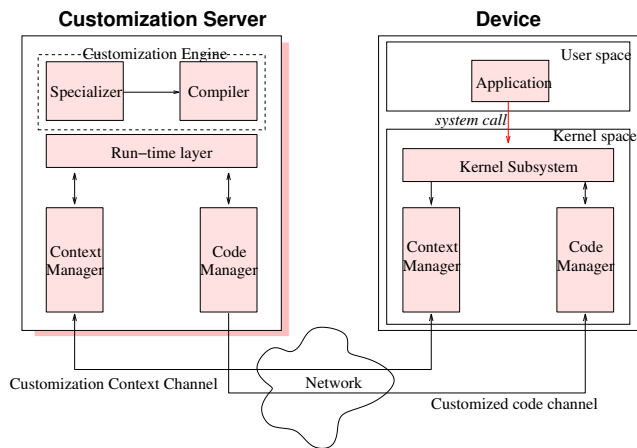 Customization Server
Device
Customization Engine
Specializer
Compiler
Run-time layer
Context
Manager
Code
Manager
User space
Application
system call
Kernel space
Kernel Subsystem
Context
Manager
Code
Manager
Customization Context Channel
Network
Customized code channel